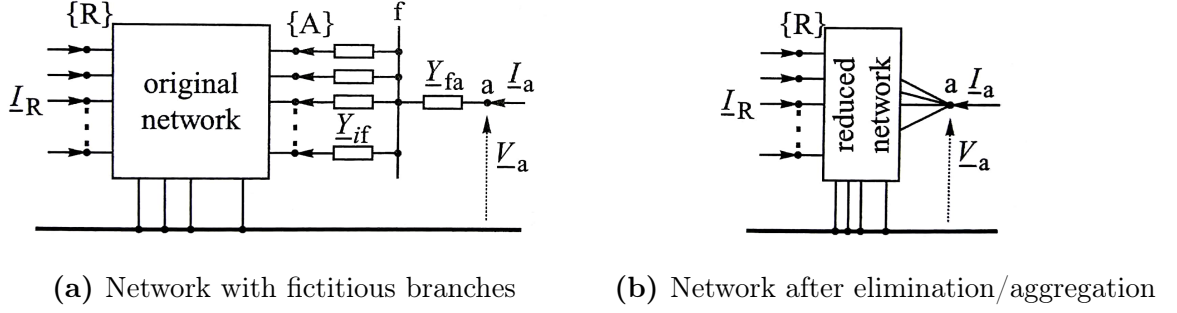 {R}
{A}
f
original
network
I_R
Y_if
Y_fa
a
I_a
V_a
{R}
reduced
network
I_R
a
I_a
V_a
(a) Network with fictitious branches
(b) Network after elimination/aggregation